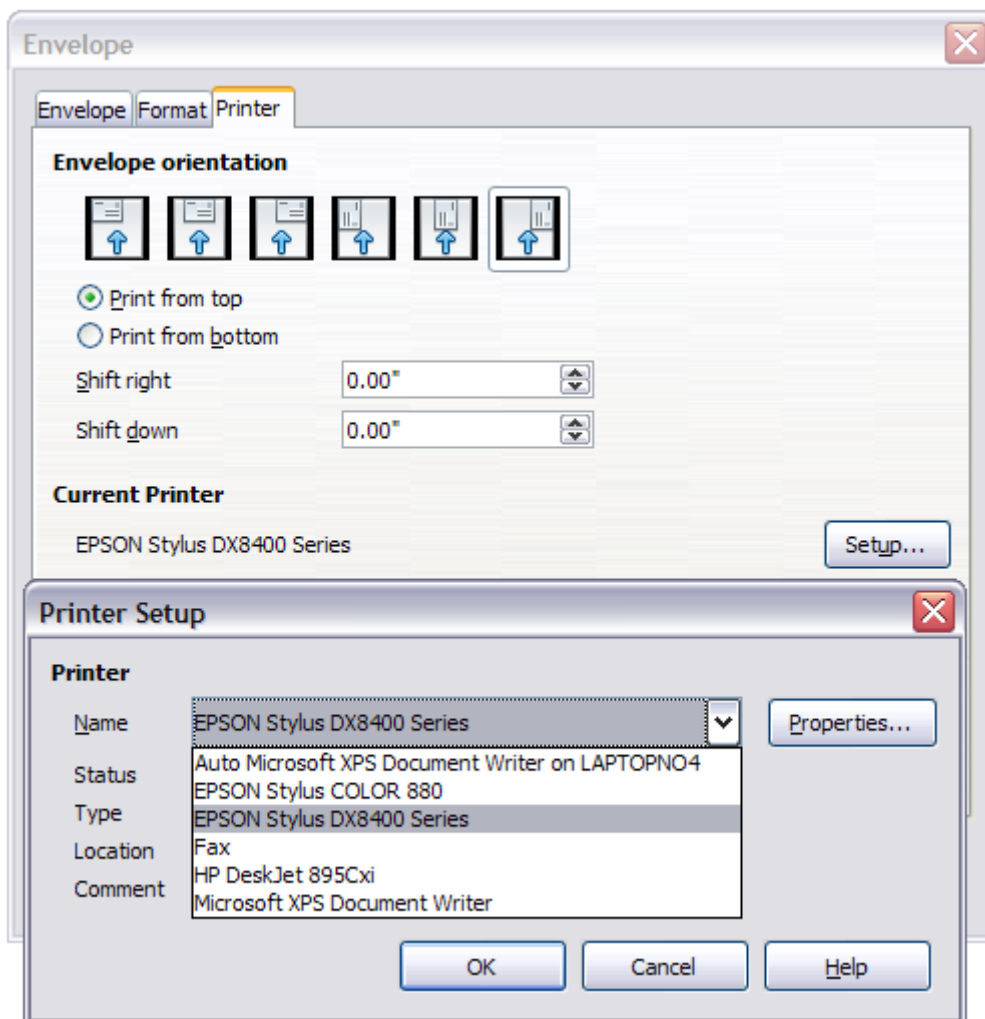 Envelope
Envelope Format Printer
Envelope orientation
Print from top
Print from bottom
Shift right 0.00"
Shift down 0.00"
Current Printer
EPSON Stylus DX8400 Series Setup...
Printer Setup
Printer
Name EPSON Stylus DX8400 Series Properties...
Auto Microsoft XPS Document Writer on LAPTOPNO4
Status
EPSON Stylus COLOR 880
Type
EPSON Stylus DX8400 Series
Location
Fax
HP DeskJet 895Cxi
Comment
Microsoft XPS Document Writer
OK Cancel Help